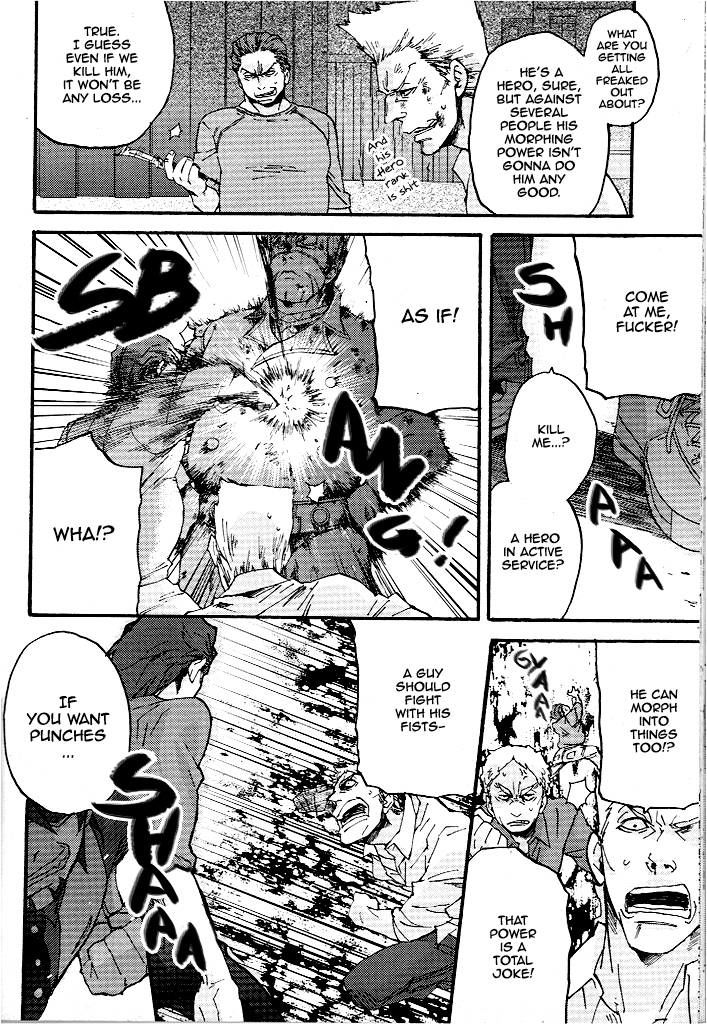 WHAT ARE YOU
GETTING
ALL
FREAKED
OUT
ABOUT?
HE'S A
HERO, SURE,
BUT AGAINST
SEVERAL
PEOPLE HIS
MORPHING
POWER ISN'T
GONNA DO
HIM ANY
GOOD.
And
his
Hero
rank
is shit
TRUE.
I GUESS
EVEN IF WE
KILL HIM,
IT WON'T BE
ANY LOSS...
COME
AT ME,
FUCKER!
SH
AAA
KILL
ME...?
A HERO
IN ACTIVE
SERVICE?
AS IF!
SB
AN
G!
WHA!?
HE CAN
MORPH
INTO
THINGS
TOO!?
GYAAAA
THAT
POWER
IS A
TOTAL
JOKE!
A GUY
SHOULD
FIGHT
WITH HIS
FISTS–
IF
YOU WANT
PUNCHES
...
SHAAAA